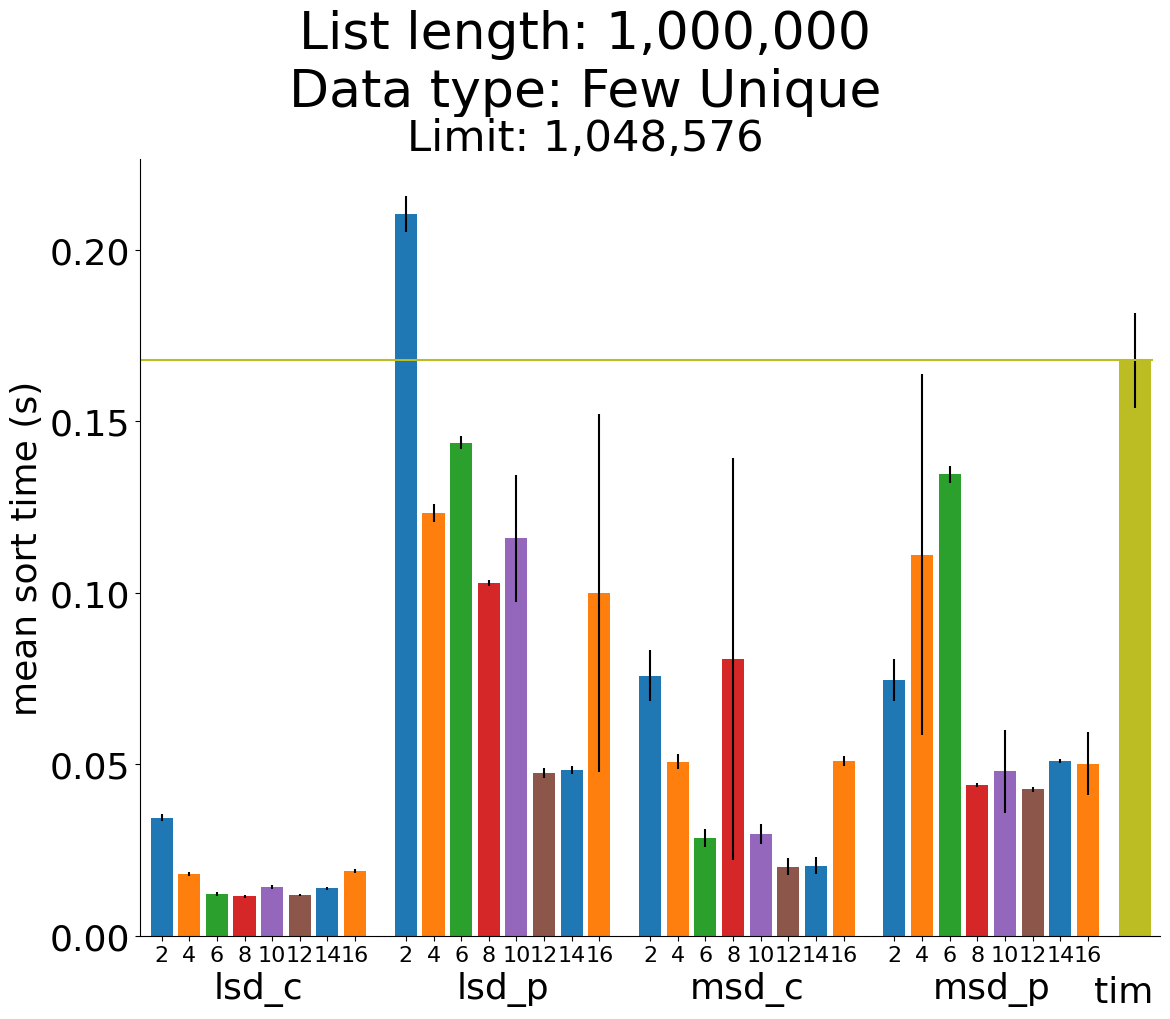 List length: 1,000,000
Data type: Few Unique
Limit: 1,048,576
mean sort time (s)
0.20
0.15
0.10
0.05
0.00
2 4 6 8 10 12 14 16 2 4 6 8 10 12 14 16 2 4 6 8 10 12 14 16 2 4 6 8 10 12 14 16
lsd_c lsd_p msd_c msd_p tim